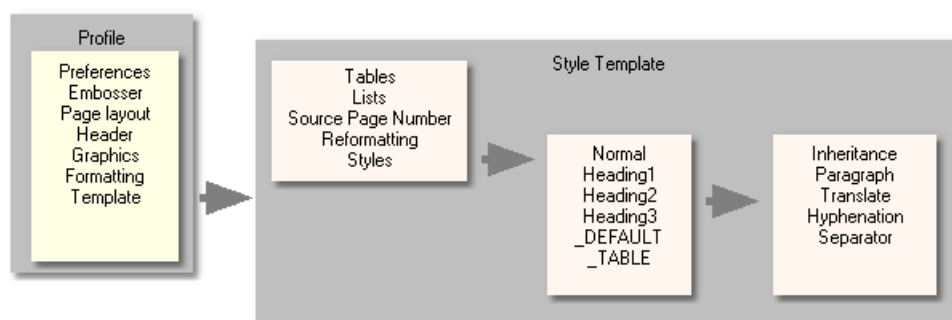 Profile
Preferences
Embosser
Page layout
Header
Graphics
Formatting
Template
Style Template
Tables
Lists
Source Page Number
Reformatting
Styles
Normal
Heading1
Heading2
Heading3
_DEFAULT
_TABLE
Inheritance
Paragraph
Translate
Hyphenation
Separator